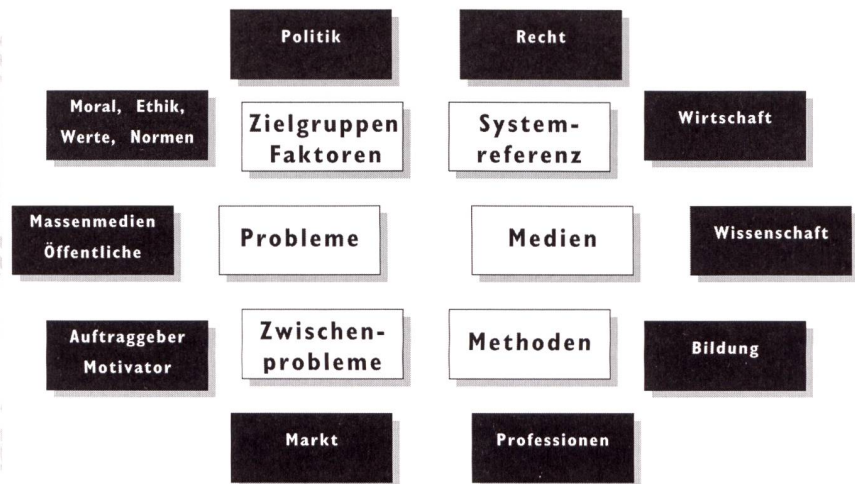 Politik
Recht
Moral, Ethik,
Werte, Normen
Zielgruppen
Faktoren
System-
referenz
Wirtschaft
Massenmedien
Öffentliche
Probleme
Medien
Wissenschaft
Auftraggeber
Motivator
Zwischen-
probleme
Methoden
Bildung
Markt
Professionen